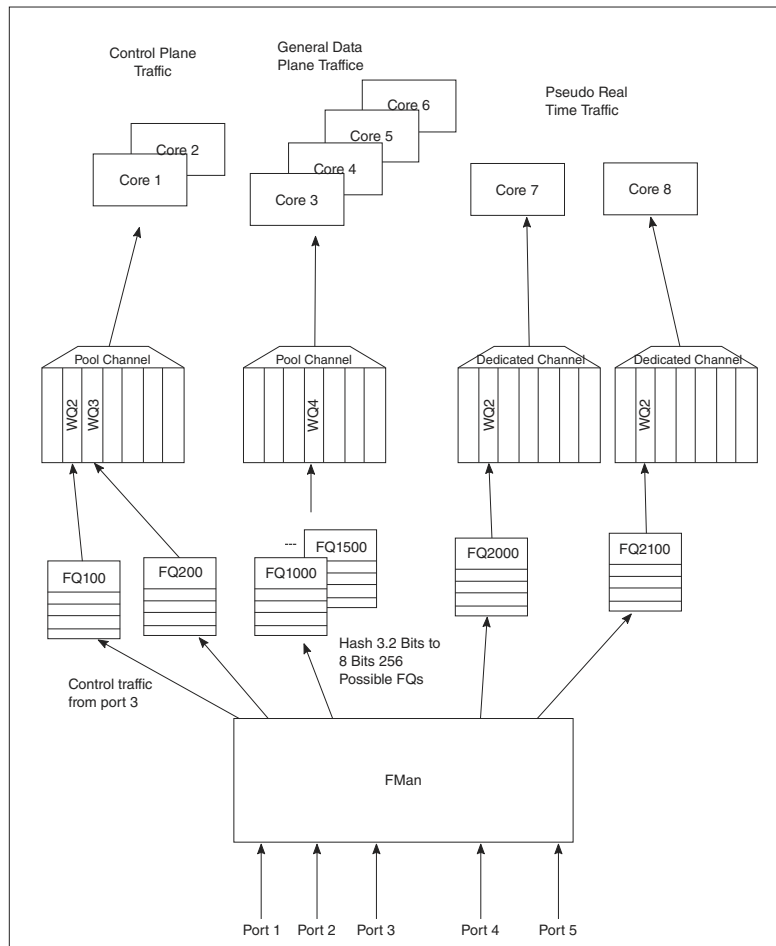 Control Plane
Traffic
General Data
Plane Traffice
Pseudo Real
Time Traffic
Core 6
Core 5
Core 4
Core 3
Core 2
Core 1
Core 7
Core 8
Pool Channel
Pool Channel
Dedicated Channel
Dedicated Channel
WQ2
WQ3
WQ4
WQ2
WQ2
FQ100
FQ200
---
FQ1500
FQ1000
FQ2000
FQ2100
Hash 3.2 Bits to
8 Bits 256
Possible FQs
Control traffic
from port 3
FMan
Port 1
Port 2
Port 3
Port 4
Port 5